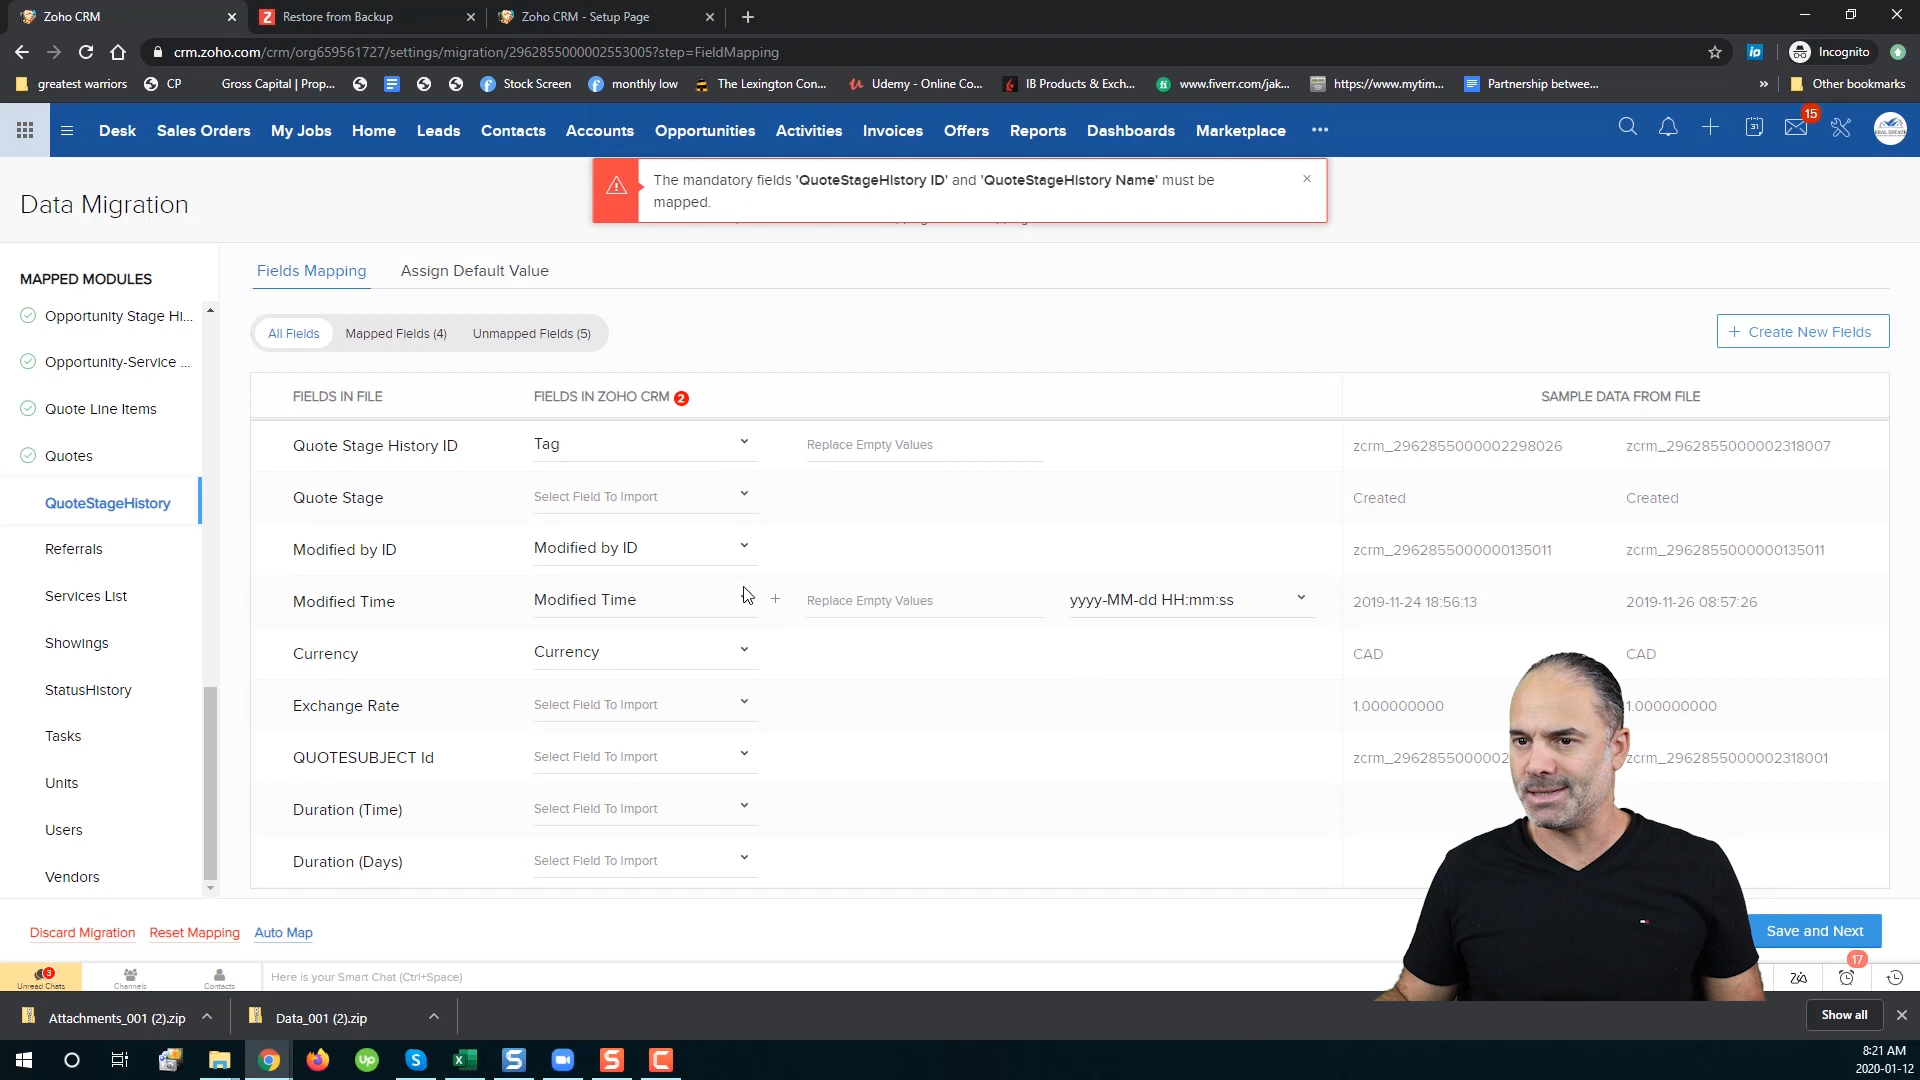 Zoho CRM
Restore from Backup
Zoho CRM - Setup Page
crm.zoho.com/crm/org659561727/settings/migration/2962855000002553005?step=FieldMapping
Incognito
greatest warriors
CP
Gross Capital | Prop...
Stock Screen
monthly low
The Lexington Con...
Udemy - Online Co...
IB Products & Exch...
www.fiverr.com/jak...
https://www.mytim...
Partnership betwee...
Other bookmarks
Desk
Sales Orders
My Jobs
Home
Leads
Contacts
Accounts
Opportunities
Activities
Invoices
Offers
Reports
Dashboards
Marketplace
15
The mandatory fields 'QuoteStageHistory ID' and 'QuoteStageHistory Name' must be
mapped.
Data Migration
MAPPED MODULES
Opportunity Stage Hi...
Opportunity-Service ...
Quote Line Items
Quotes
QuoteStageHistory
Referrals
Services List
Showings
StatusHistory
Tasks
Units
Users
Vendors
Fields Mapping
Assign Default Value
All Fields
Mapped Fields (4)
Unmapped Fields (5)
+ Create New Fields
FIELDS IN FILE
FIELDS IN ZOHO CRM 2
SAMPLE DATA FROM FILE
Quote Stage History ID
Tag
Replace Empty Values
zcrm_2962855000002298026
zcrm_2962855000002318007
Quote Stage
Select Field To Import
Created
Created
Modified by ID
Modified by ID
zcrm_2962855000000135011
zcrm_2962855000000135011
Modified Time
Modified Time
+
Replace Empty Values
yyyy-MM-dd HH:mm:ss
2019-11-24 18:56:13
2019-11-26 08:57:26
Currency
Currency
CAD
CAD
Exchange Rate
Select Field To Import
1.000000000
1.000000000
QUOTESUBJECT Id
Select Field To Import
zcrm_2962855000002
zcrm_2962855000002318001
Duration (Time)
Select Field To Import
Duration (Days)
Select Field To Import
Discard Migration
Reset Mapping
Auto Map
Save and Next
3
Unread Chats
Channels
Contacts
Here is your Smart Chat (Ctrl+Space)
17
Attachments_001 (2).zip
Data_001 (2).zip
Show all
8:21 AM
2020-01-12